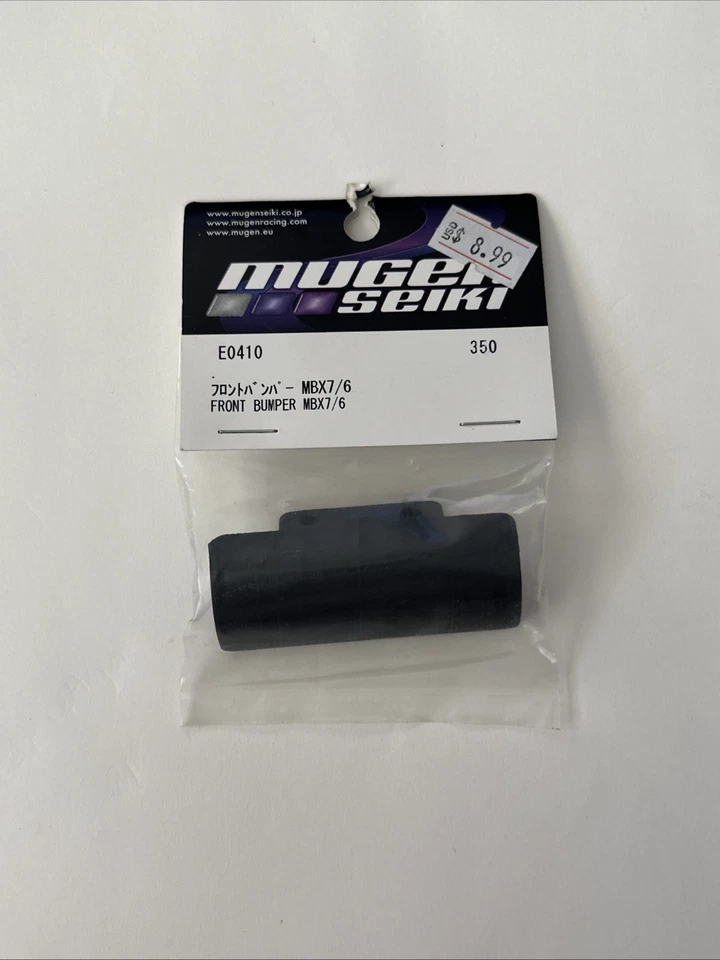 www.mugenseiki.co.jp
www.mugenracing.com
www.mugen.eu
USD
$ 8.99
MUGEN
SEIKI
E0410 350
ﾌﾛﾝﾄﾊﾞﾝﾊﾟｰ MBX7/6
FRONT BUMPER MBX7/6